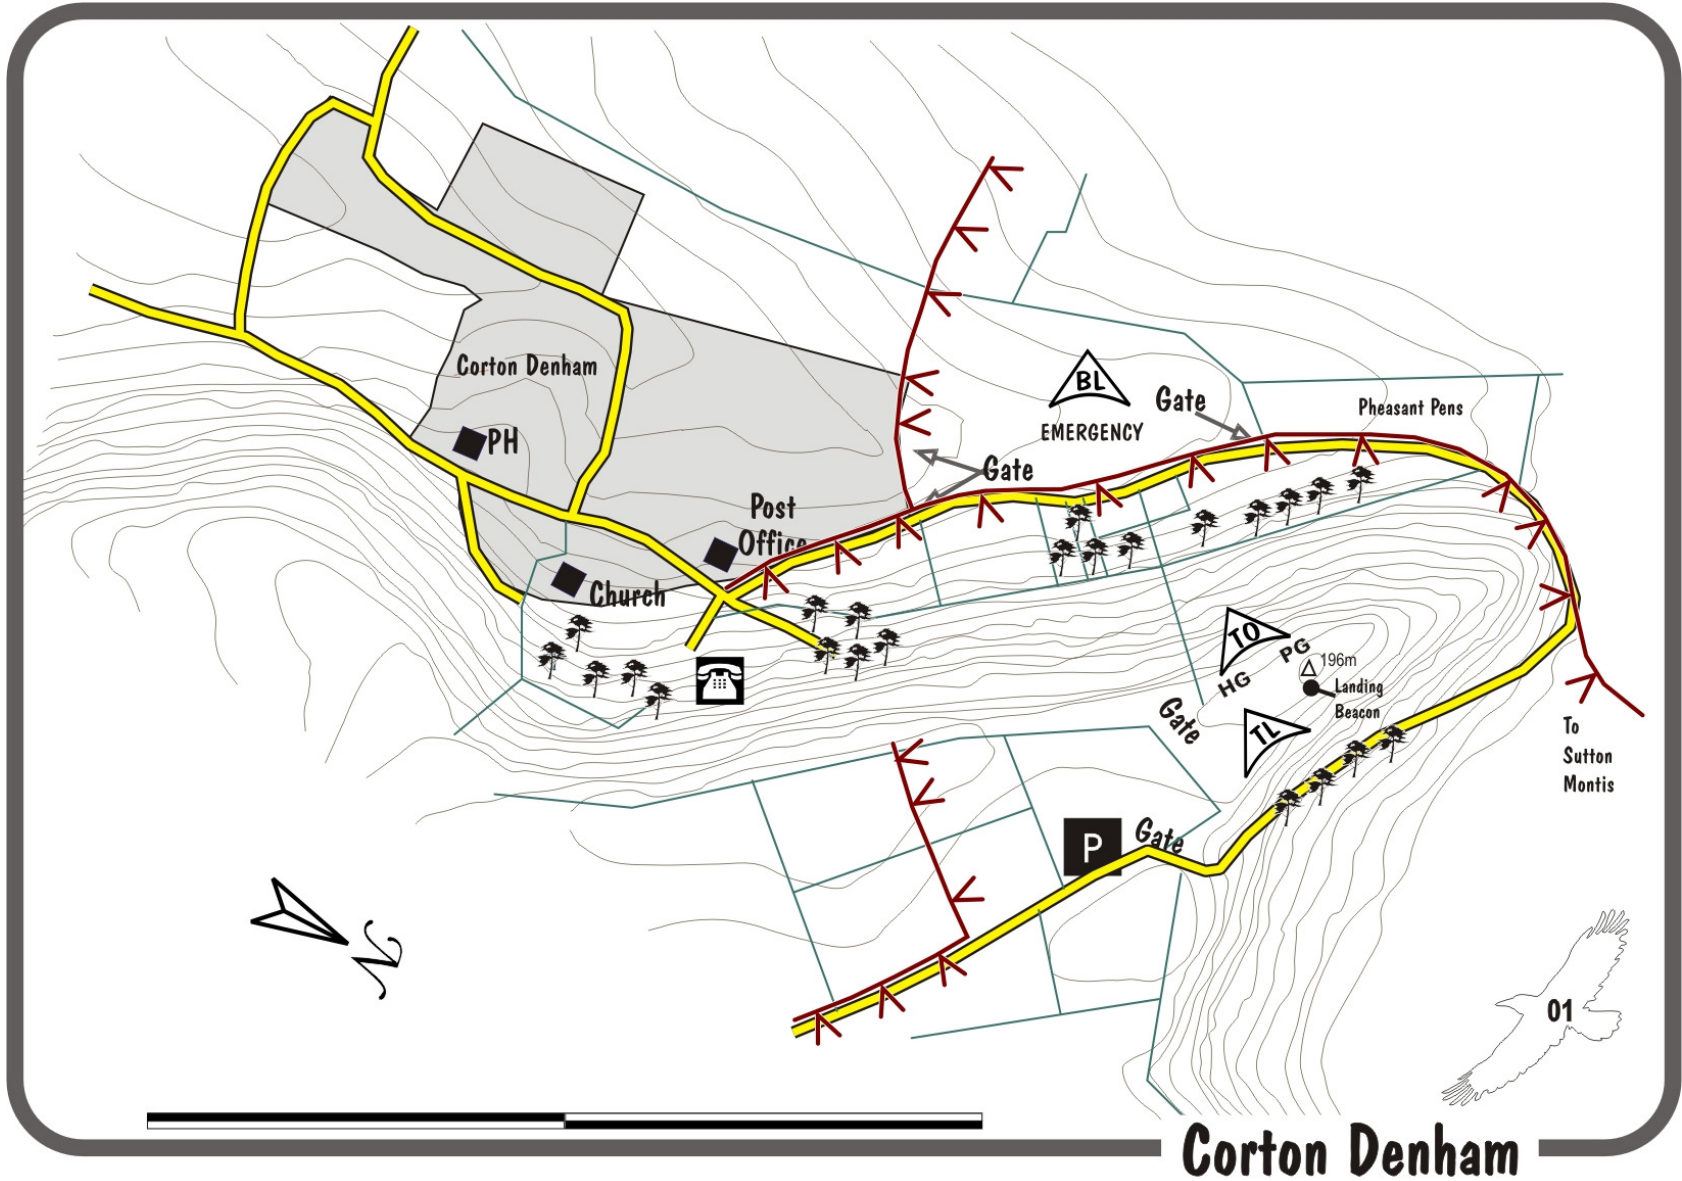 Corton Denham
PH
Post
Office
Church
BL
EMERGENCY
Gate
Pheasant Pens
Gate
TO
PG
HG
196m
Landing
Beacon
Gate
TL
To
Sutton
Montis
P
Gate
N
01
Corton Denham